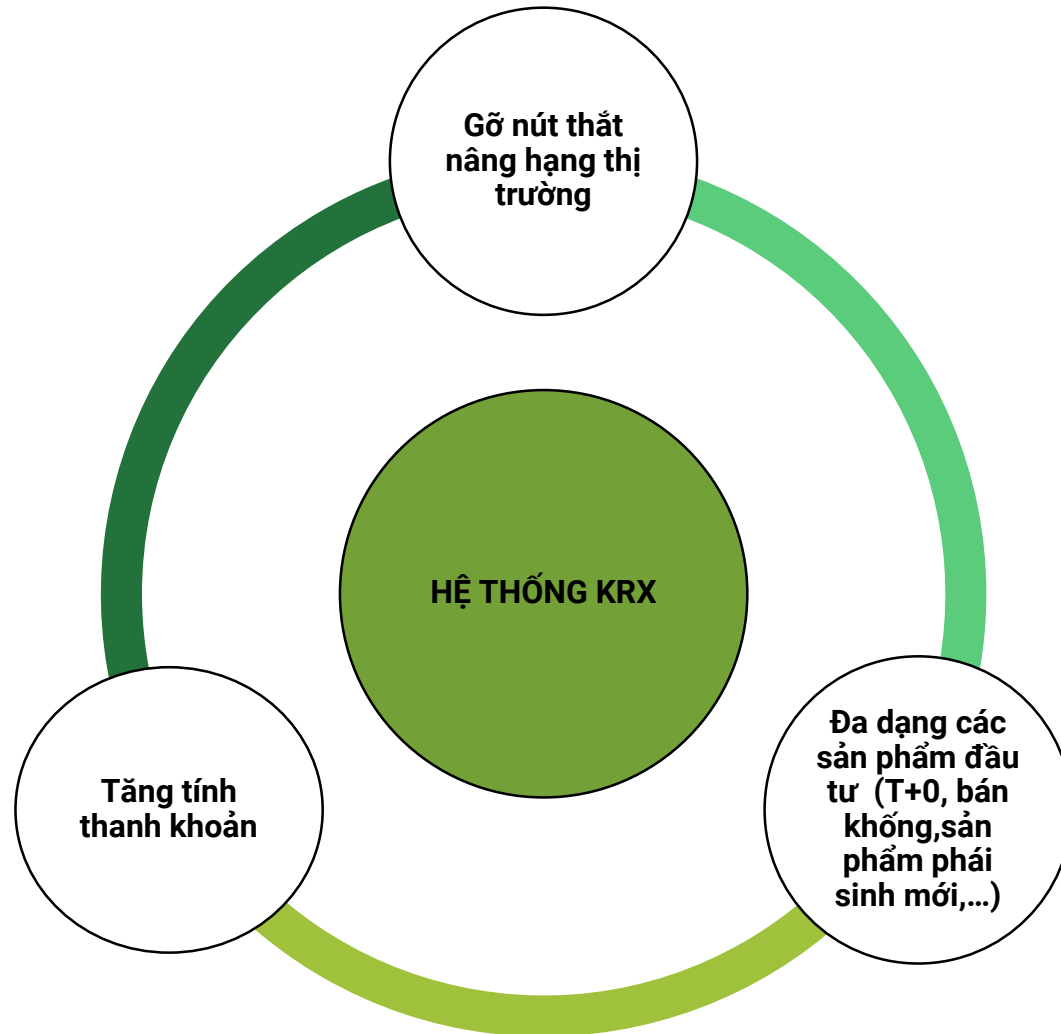 Gỡ nút thắt
nâng hạng thị
trường
HỆ THỐNG KRX
Tăng tính
thanh khoản
Đa dạng các
sản phẩm đầu
tư (T+0, bán
khống,sản
phẩm phái
sinh mới,...)